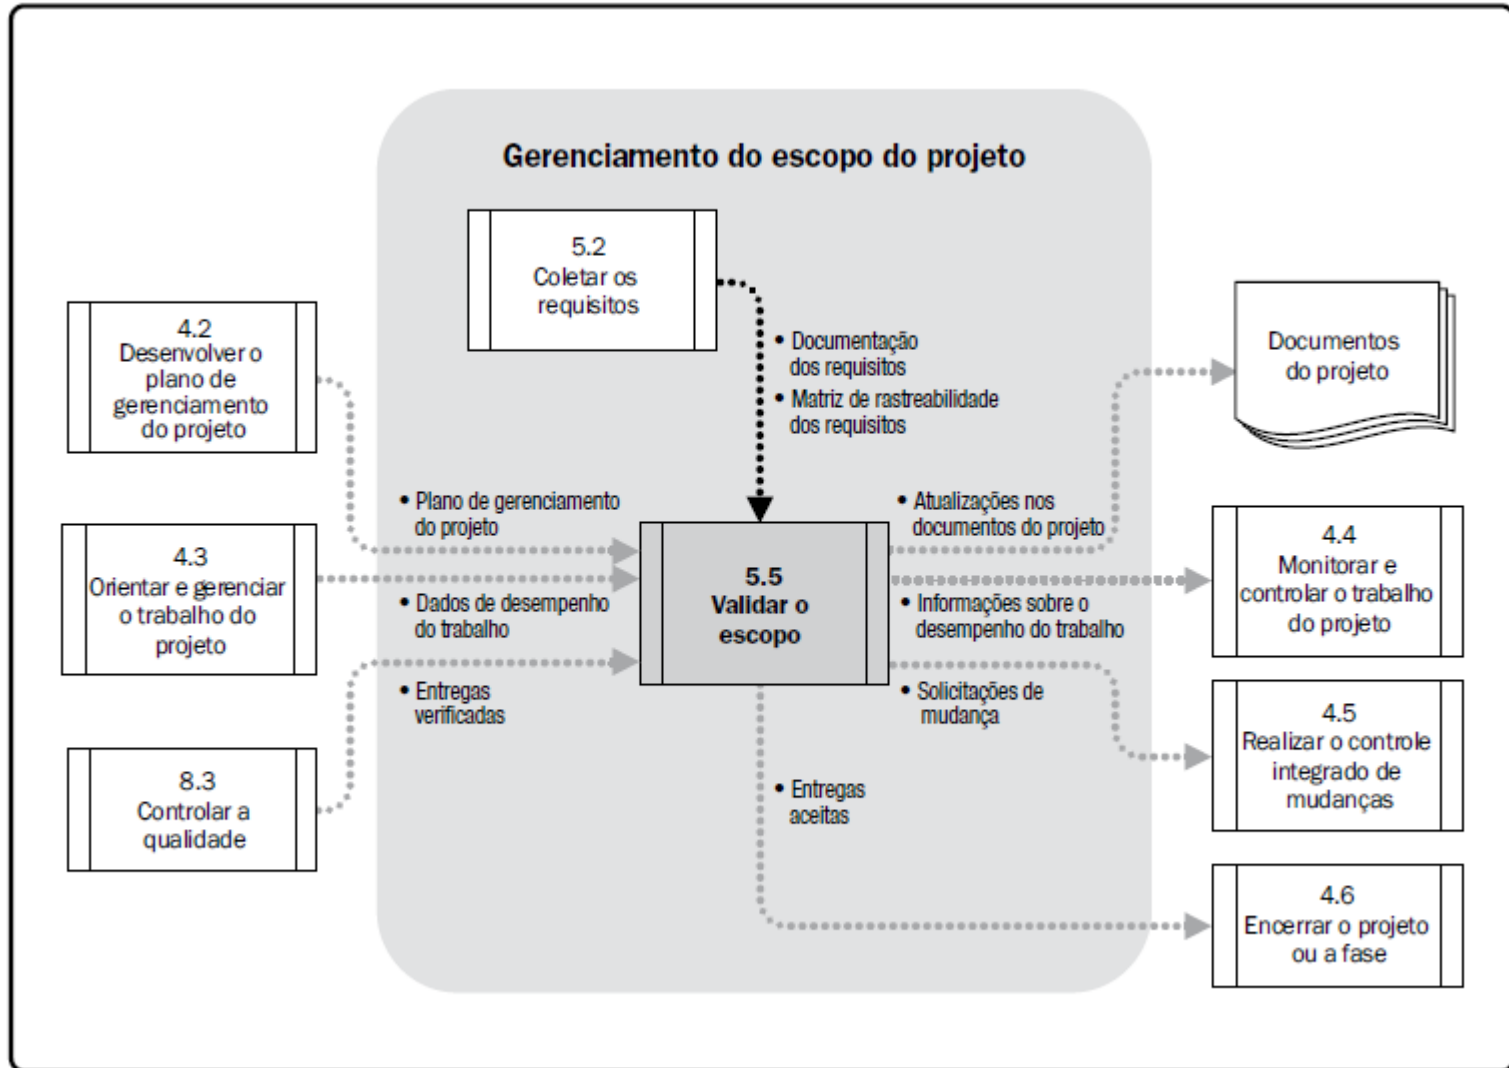 Gerenciamento do escopo do projeto
5.2
Coletar os
requisitos
4.2
Desenvolver o
plano de
gerenciamento
do projeto
• Documentação
dos requisitos
• Matriz de rastreabilidade
dos requisitos
Documentos
do projeto
• Plano de gerenciamento
do projeto
• Atualizações nos
documentos do projeto
4.3
Orientar e gerenciar
o trabalho do
projeto
• Dados de desempenho
do trabalho
5.5
Validar o
escopo
• Informações sobre o
desempenho do trabalho
4.4
Monitorar e
controlar o trabalho
do projeto
• Entregas
verificadas
• Solicitações de
mudança
4.5
Realizar o controle
integrado de
mudanças
8.3
Controlar a
qualidade
• Entregas
aceitas
4.6
Encerrar o projeto
ou a fase